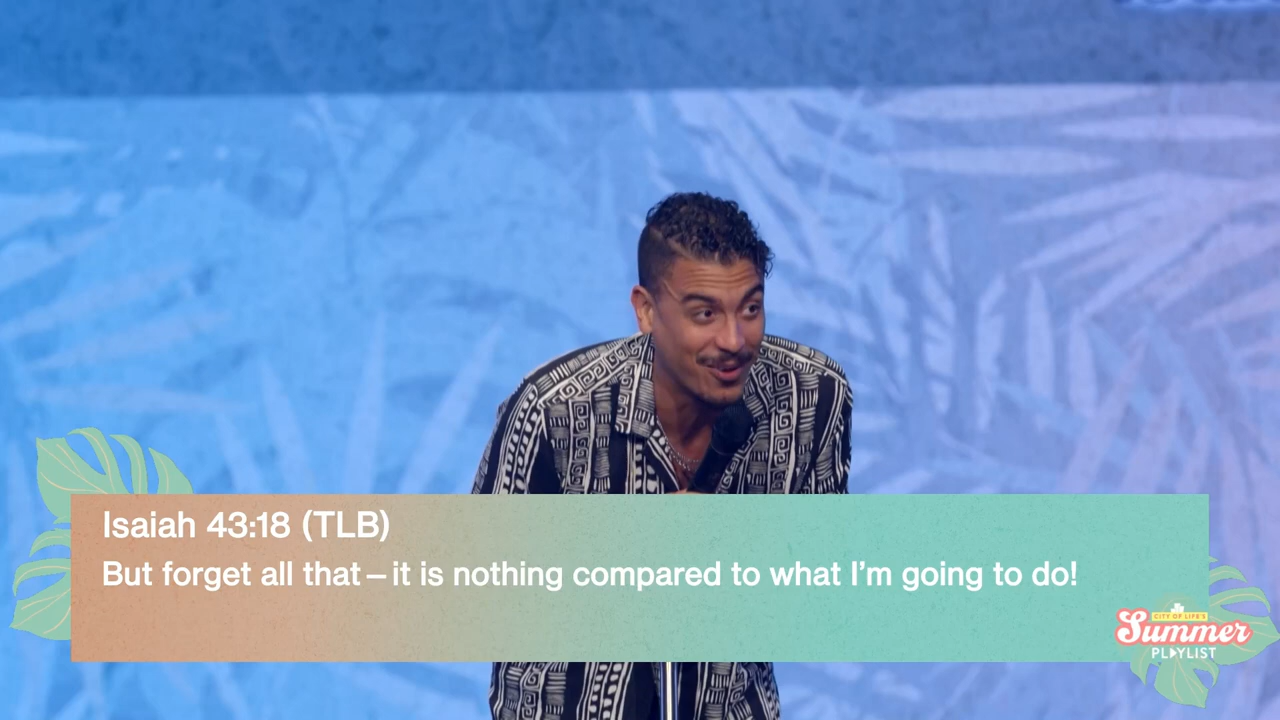 Isaiah 43:18 (TLB)
But forget all that – it is nothing compared to what I’m going to do!
CITY OF LIFE'S
Summer
PLAYLIST